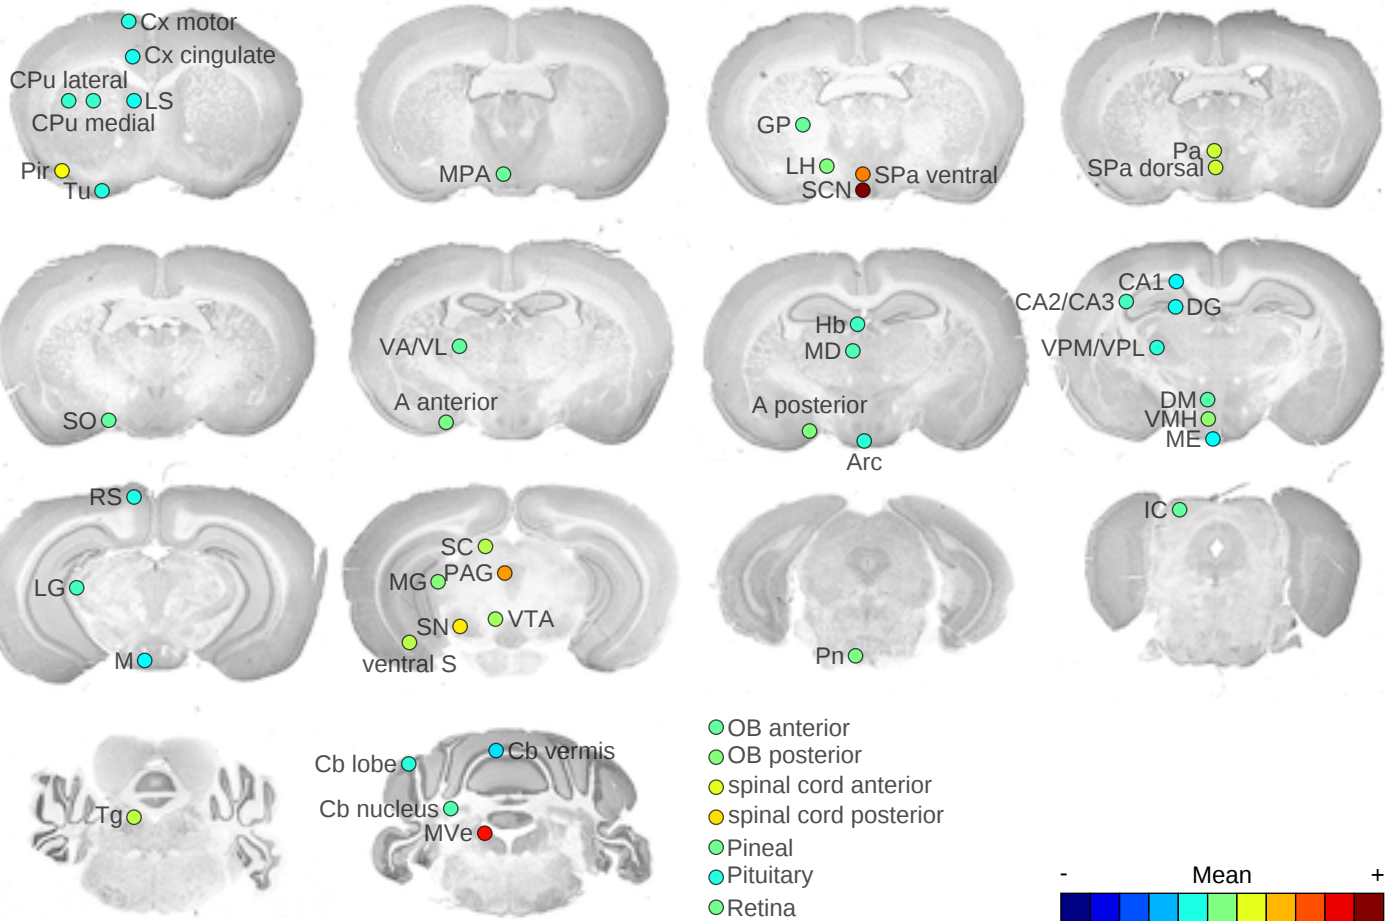 Cx motor
Cx cingulate
CPu lateral
LS
CPu medial
Pir
Tu
MPA
GP
LH
SPa ventral
SCN
Pa
SPa dorsal
SO
VA/VL
A anterior
Hb
MD
A posterior
Arc
CA1
CA2/CA3
DG
VPM/VPL
DM
VMH
ME
RS
LG
M
SC
MG
PAG
SN
VTA
ventral S
Pn
IC
Tg
Cb lobe
Cb vermis
Cb nucleus
MVe
OB anterior
OB posterior
spinal cord anterior
spinal cord posterior
Pineal
Pituitary
Retina
- Mean +